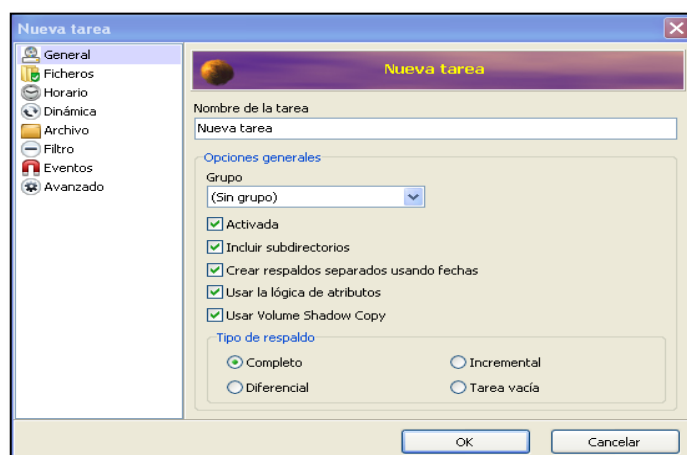 Nueva tarea
General
Ficheros
Horario
Dinámica
Archivo
Filtro
Eventos
Avanzado
Nueva tarea
Nombre de la tarea
Nueva tarea
Opciones generales
Grupo
(Sin grupo)
Activada
Incluir subdirectorios
Crear respaldos separados usando fechas
Usar la lógica de atributos
Usar Volume Shadow Copy
Tipo de respaldo
Completo Incremental
Diferencial Tarea vacía
OK Cancelar